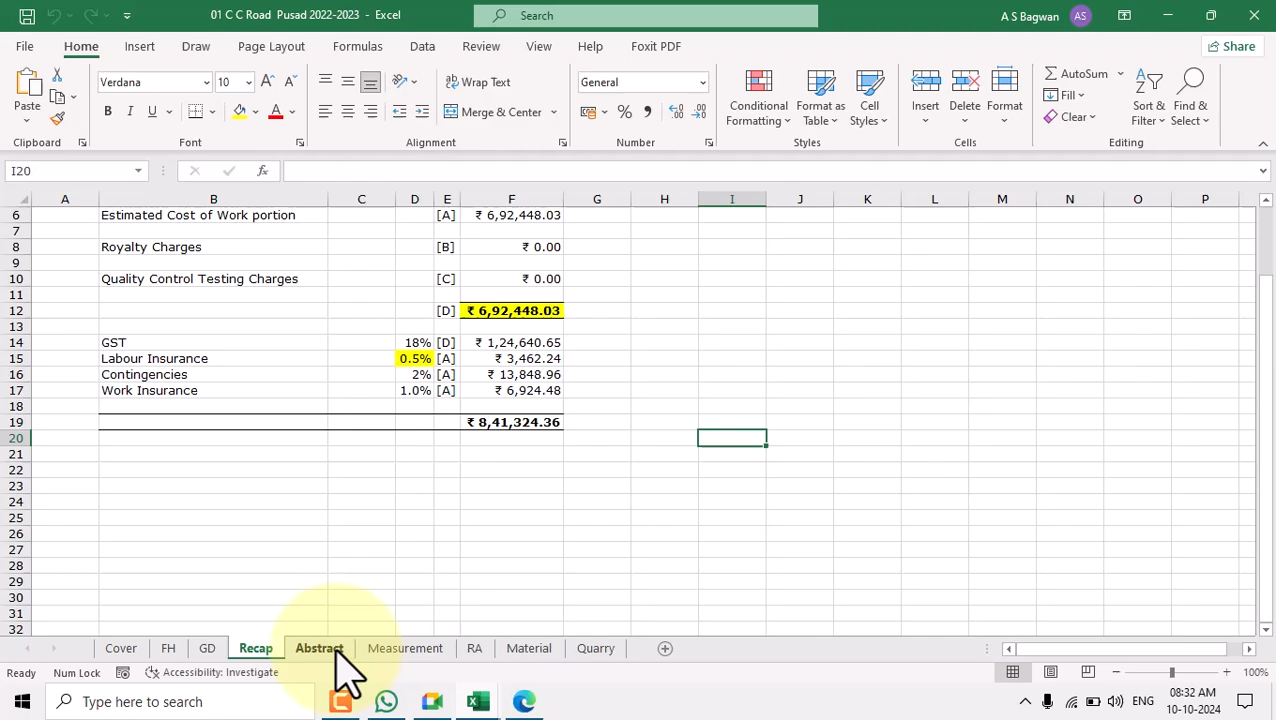 01 C C Road Pusad 2022-2023 - Excel
Search
A S Bagwan
AS
File Home Insert Draw Page Layout Formulas Data Review View Help Foxit PDF
Share
Paste
Verdana 10
B I U
Wrap Text
Merge & Center
General
Conditional Formatting
Format as Table
Cell Styles
Insert Delete Format
AutoSum
Fill
Clear
Sort & Filter
Find & Select
Clipboard Font Alignment Number Styles Cells Editing
I20
fx
A B C D E F G H I J K L M N O P
6 Estimated Cost of Work portion [A] ₹ 6,92,448.03
7
8 Royalty Charges [B] ₹ 0.00
9
10 Quality Control Testing Charges [C] ₹ 0.00
11
12 [D] ₹ 6,92,448.03
13
14 GST 18% [D] ₹ 1,24,640.65
15 Labour Insurance 0.5% [A] ₹ 3,462.24
16 Contingencies 2% [A] ₹ 13,848.96
17 Work Insurance 1.0% [A] ₹ 6,924.48
18
19 ₹ 8,41,324.36
20
21
22
23
24
25
26
27
28
29
30
31
32
Cover FH GD Recap Abstract Measurement RA Material Quarry
Ready Num Lock Accessibility: Investigate 100%
Type here to search
ENG
08:32 AM
10-10-2024